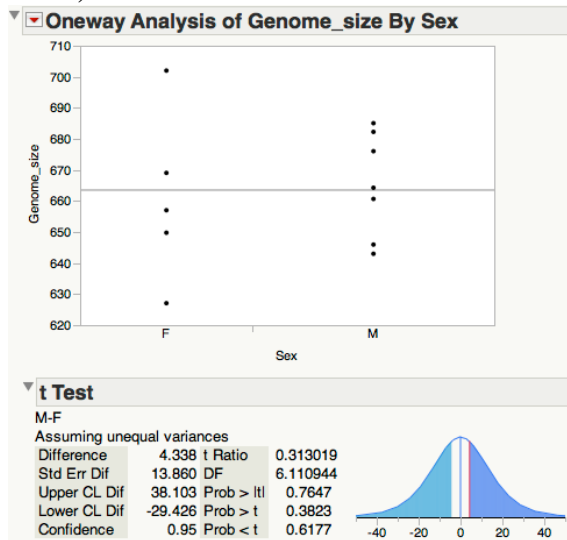 Oneway Analysis of Genome_size By Sex
710
700
690
680
670
660
650
640
630
620
Genome_size
F M
Sex
t Test
M-F
Assuming unequal variances
Difference 4.338 t Ratio 0.313019
Std Err Dif 13.860 DF 6.110944
Upper CL Dif 38.103 Prob > |t| 0.7647
Lower CL Dif -29.426 Prob > t 0.3823
Confidence 0.95 Prob < t 0.6177
-40 -20 0 20 40